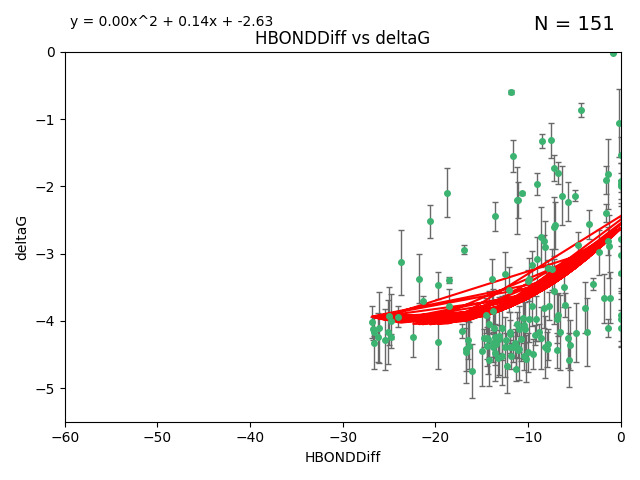 y = 0.00x^2 + 0.14x + -2.63
N = 151
HBONDDiff vs deltaG
deltaG
0
−1
−2
−3
−4
−5
−60
−50
−40
−30
−20
−10
0
HBONDDiff